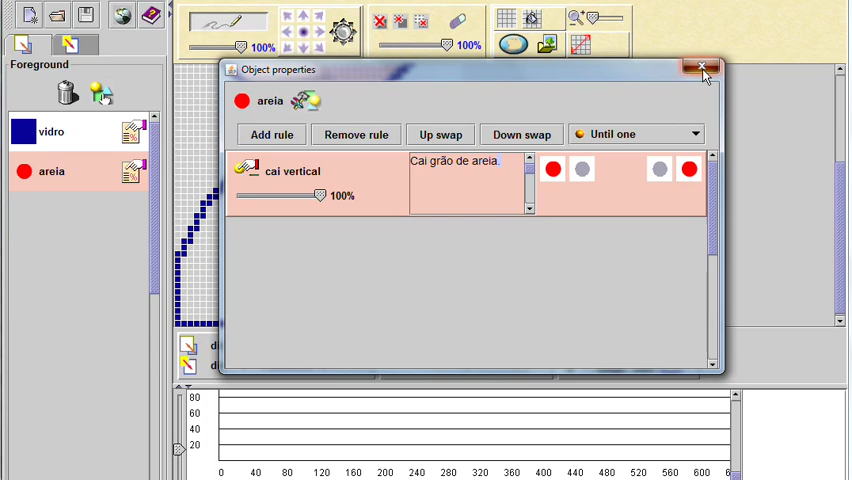 100%
100%
Foreground
vidro
areia
Object properties
areia
Add rule
Remove rule
Up swap
Down swap
Until one
cai vertical
100%
Cai grão de areia.
di
d
80
60
40
20
0 40 80 120 160 200 240 280 320 360 400 440 480 520 560 600 6